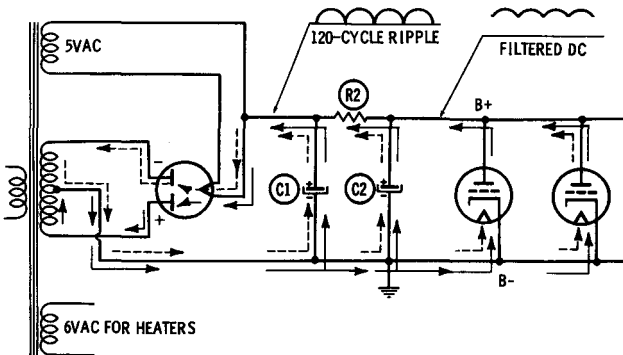 5VAC
120-CYCLE RIPPLE
FILTERED DC
R2
B+
C1
C2
-
+
B-
6VAC FOR HEATERS